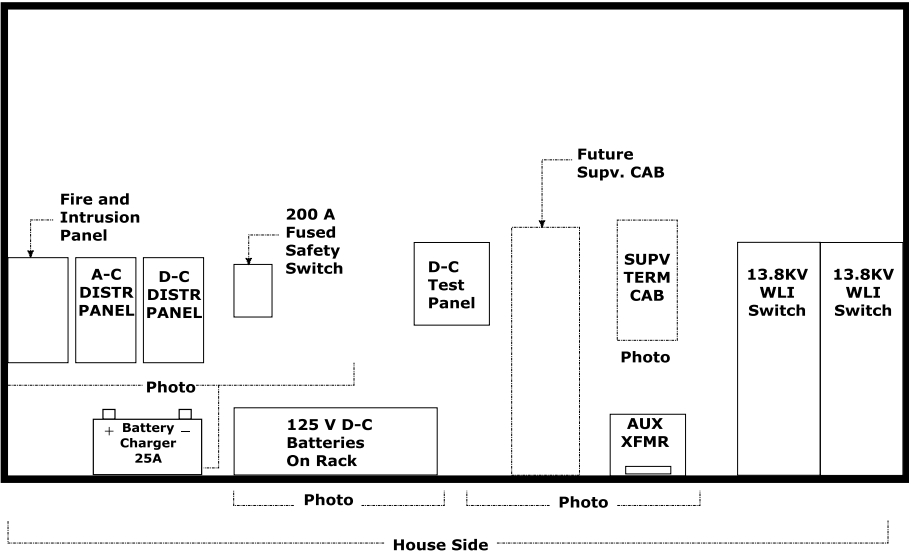 Future
Supv. CAB
Fire and
Intrusion
Panel
200 A
Fused
Safety
Switch
A-C
DISTR
PANEL
D-C
DISTR
PANEL
D-C
Test
Panel
SUPV
TERM
CAB
13.8KV
WLI
Switch
13.8KV
WLI
Switch
Photo
Photo
+ Battery –
Charger
25A
125 V D-C
Batteries
On Rack
AUX
XFMR
Photo
Photo
House Side